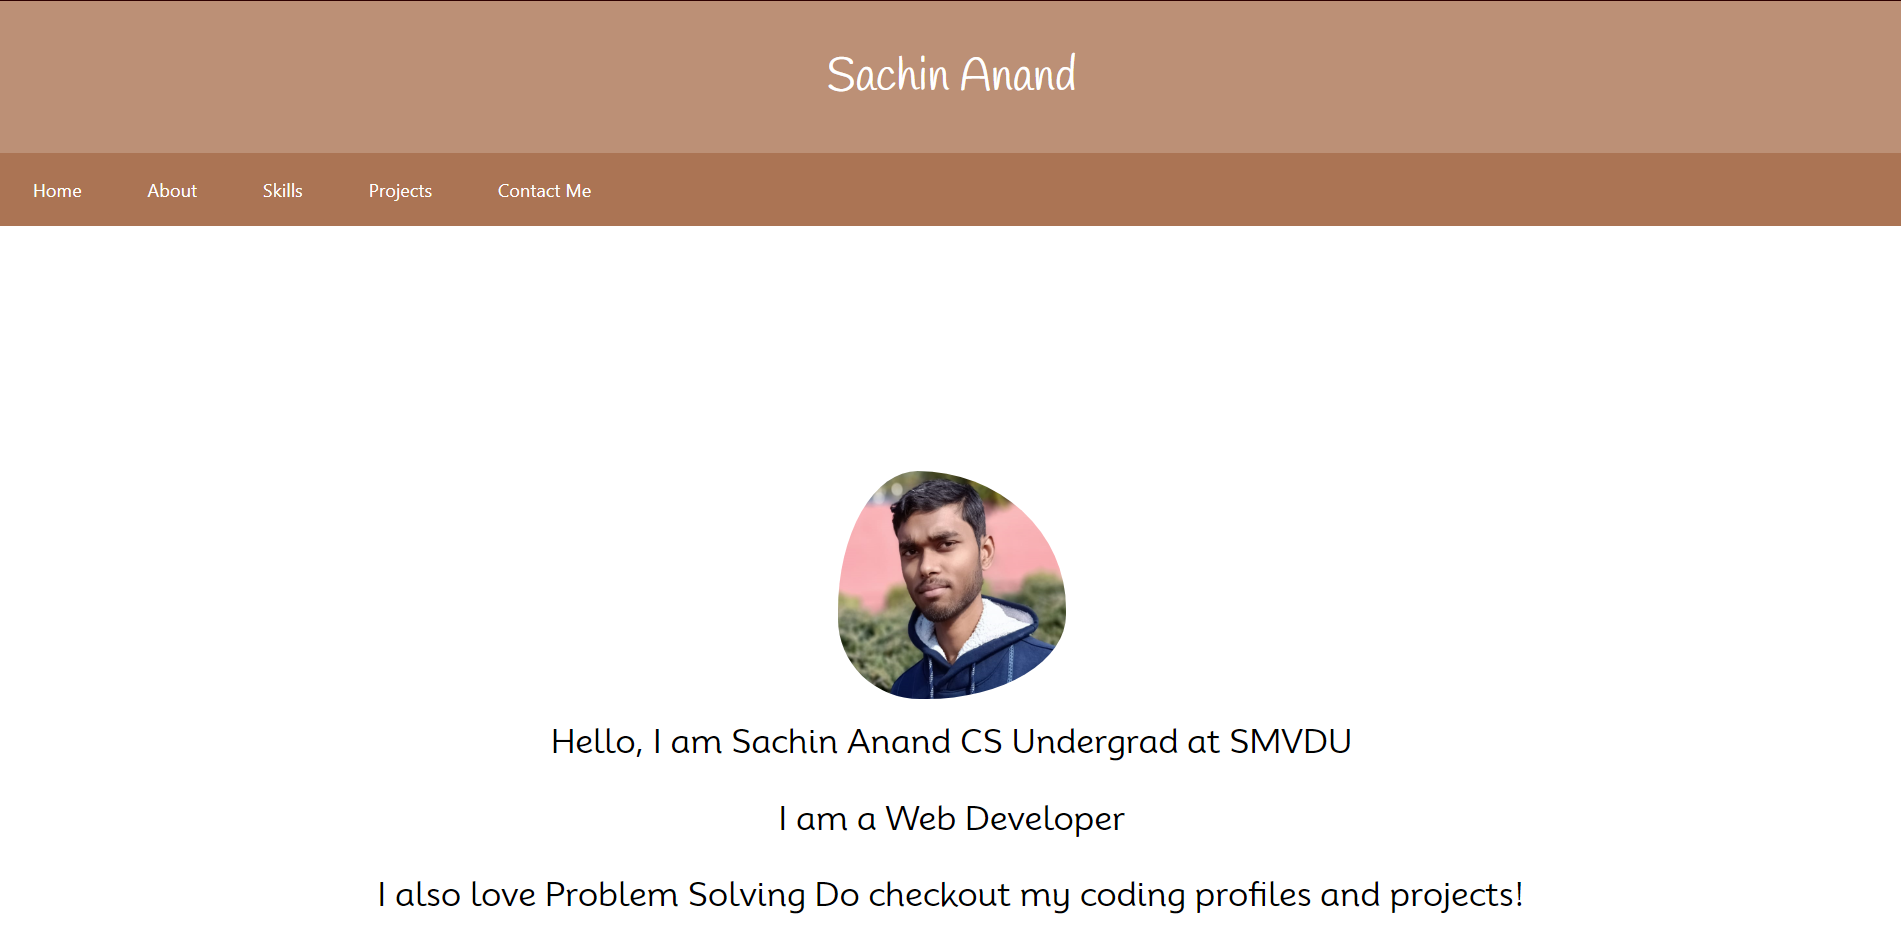 Sachin Anand
Home About Skills Projects Contact Me
Hello, I am Sachin Anand CS Undergrad at SMVDU
I am a Web Developer
I also love Problem Solving Do checkout my coding profiles and projects!